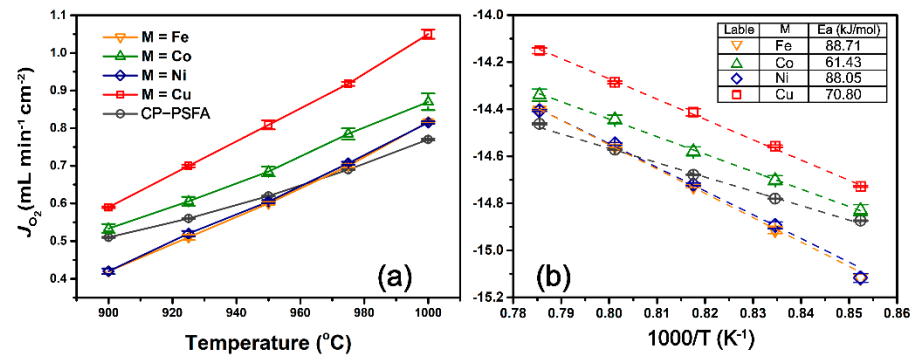 1.1
1.0
0.9
0.8
0.7
0.6
0.5
0.4
J_O2 (mL min⁻¹ cm⁻²)
M = Fe
M = Co
M = Ni
M = Cu
CP−PSFA
(a)
900 920 940 960 980 1000
Temperature (°C)
-14.0
-14.2
-14.4
-14.6
-14.8
-15.0
-15.2
Lable M Ea (kJ/mol)
Fe 88.71
Co 61.43
Ni 88.05
Cu 70.80
(b)
0.78 0.79 0.80 0.81 0.82 0.83 0.84 0.85 0.86
1000/T (K⁻¹)